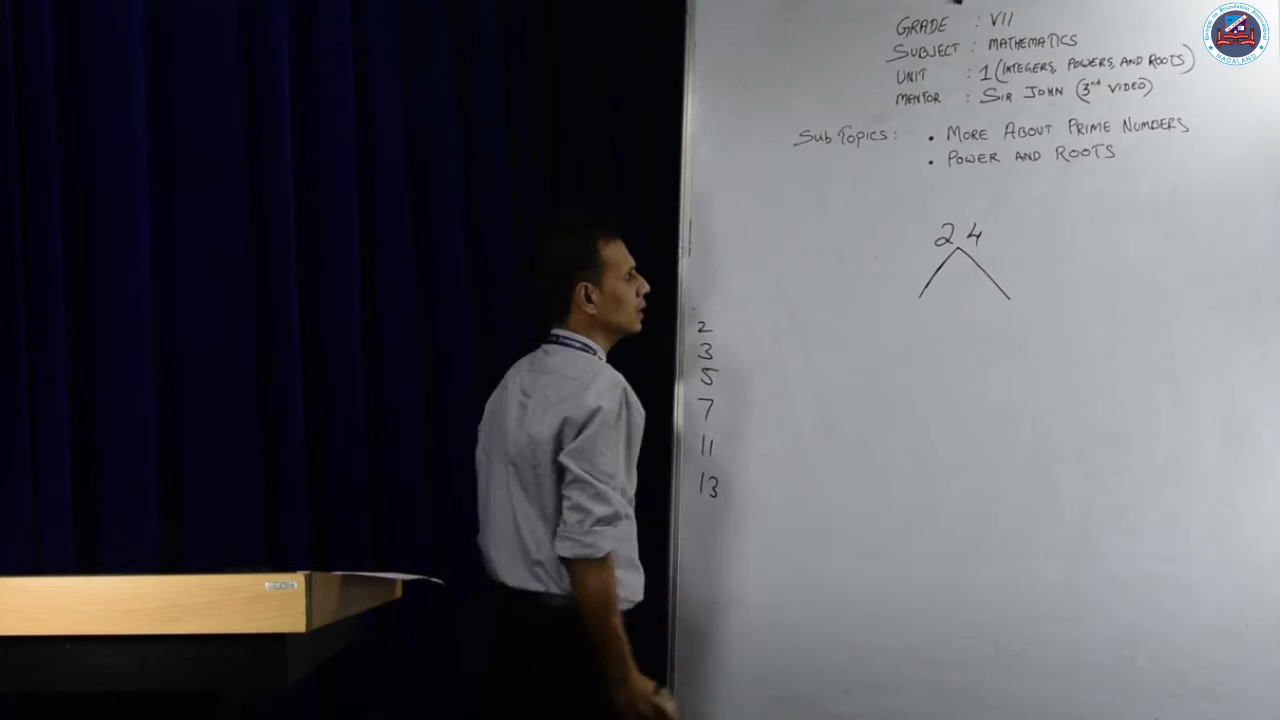 GRADE : VII
SUBJECT : MATHEMATICS
UNIT : 1 (INTEGERS, POWERS, AND ROOTS)
MENTOR : SIR JOHN (3rd VIDEO)
Sub Topics : • MORE ABOUT PRIME NUMBERS
• POWER AND ROOTS
24
2
3
5
7
11
13
NAGALAND